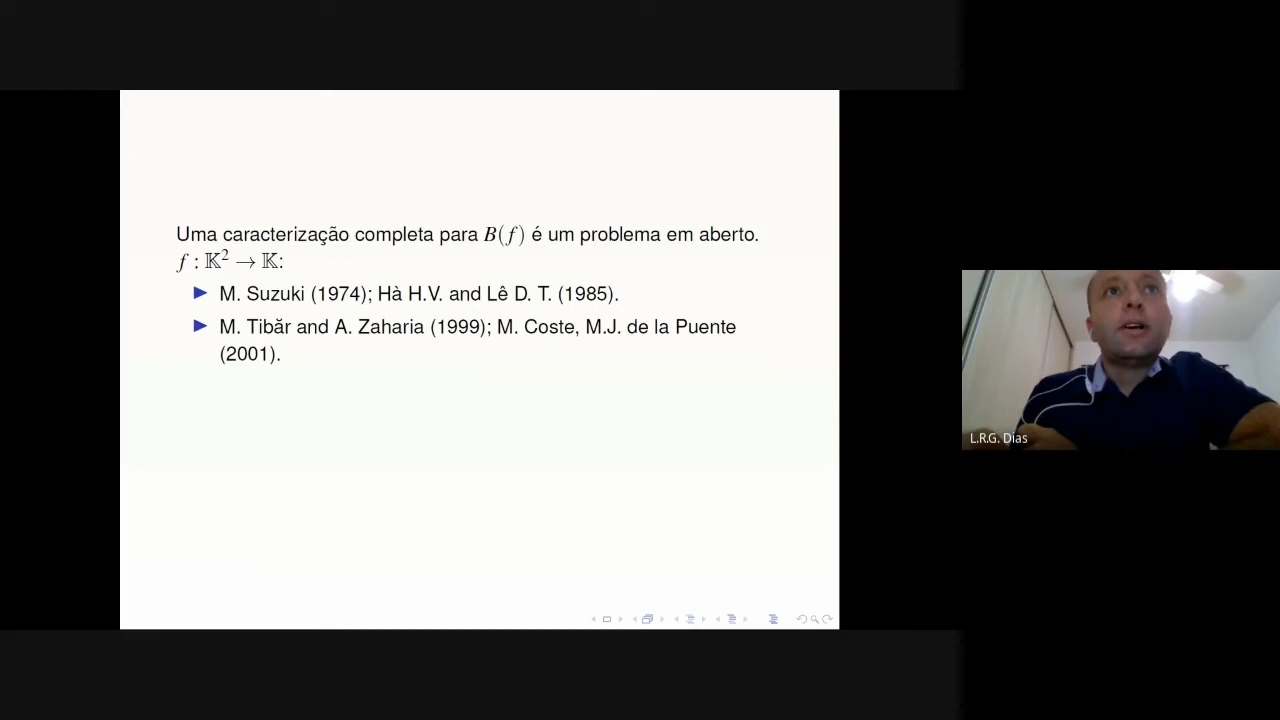 Uma caracterização completa para B(f) é um problema em aberto.
f : 𝕂² → 𝕂:
▶ M. Suzuki (1974); Hà H.V. and Lê D. T. (1985).
▶ M. Tibăr and A. Zaharia (1999); M. Coste, M.J. de la Puente
(2001).
L.R.G. Dias